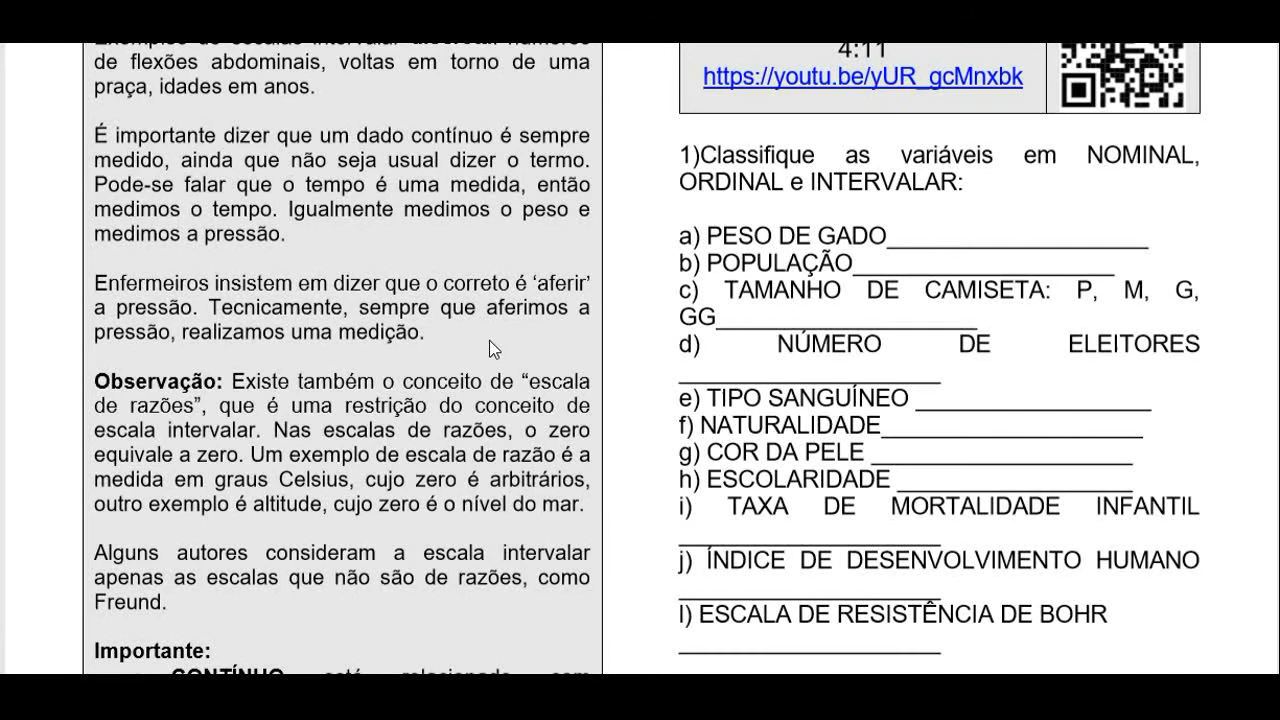 de flexões abdominais, voltas em torno de uma
praça, idades em anos.
É importante dizer que um dado contínuo é sempre
medido, ainda que não seja usual dizer o termo.
Pode-se falar que o tempo é uma medida, então
medimos o tempo. Igualmente medimos o peso e
medimos a pressão.
Enfermeiros insistem em dizer que o correto é ‘aferir’
a pressão. Tecnicamente, sempre que aferimos a
pressão, realizamos uma medição.
Observação: Existe também o conceito de “escala
de razões”, que é uma restrição do conceito de
escala intervalar. Nas escalas de razões, o zero
equivale a zero. Um exemplo de escala de razão é a
medida em graus Celsius, cujo zero é arbitrários,
outro exemplo é altitude, cujo zero é o nível do mar.
Alguns autores consideram a escala intervalar
apenas as escalas que não são de razões, como
Freund.
Importante:
CONTÍNUO está relacionado com
4:11
https://youtu.be/yUR_gcMnxbk
1)Classifique as variáveis em NOMINAL,
ORDINAL e INTERVALAR:
a) PESO DE GADO____________________
b) POPULAÇÃO____________________
c) TAMANHO DE CAMISETA: P, M, G,
GG____________________
d) NÚMERO DE ELEITORES
____________________
e) TIPO SANGUÍNEO __________________
f) NATURALIDADE____________________
g) COR DA PELE ____________________
h) ESCOLARIDADE __________________
i) TAXA DE MORTALIDADE INFANTIL
____________________
j) ÍNDICE DE DESENVOLVIMENTO HUMANO
____________________
l) ESCALA DE RESISTÊNCIA DE BOHR
____________________